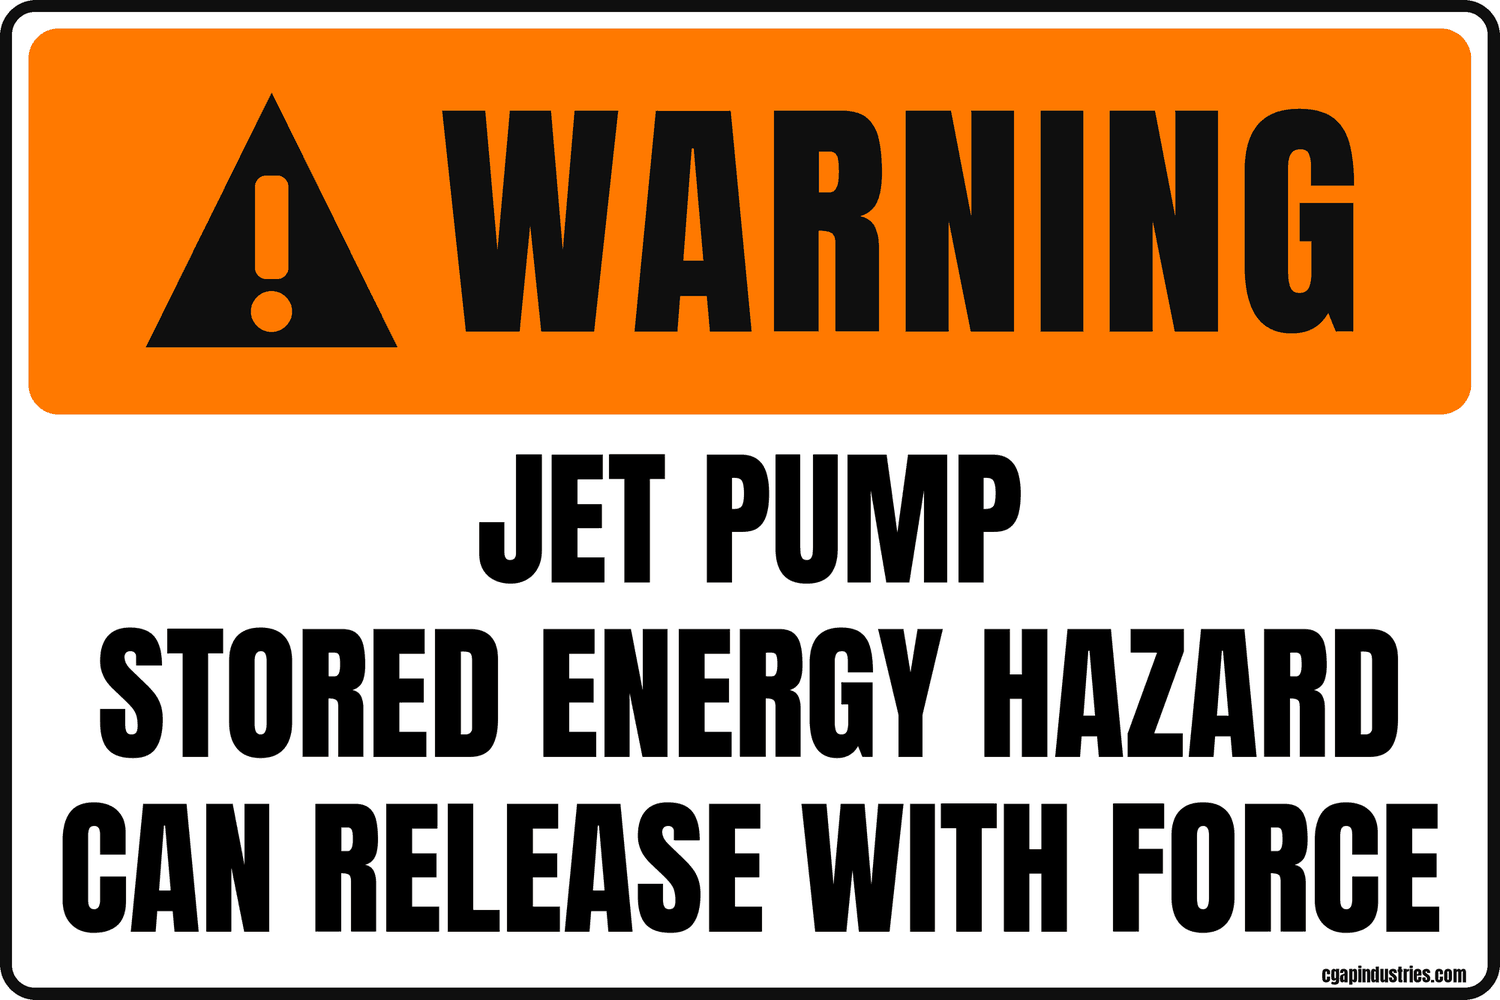 WARNING
JET PUMP
STORED ENERGY HAZARD
CAN RELEASE WITH FORCE
cgapindustries.com